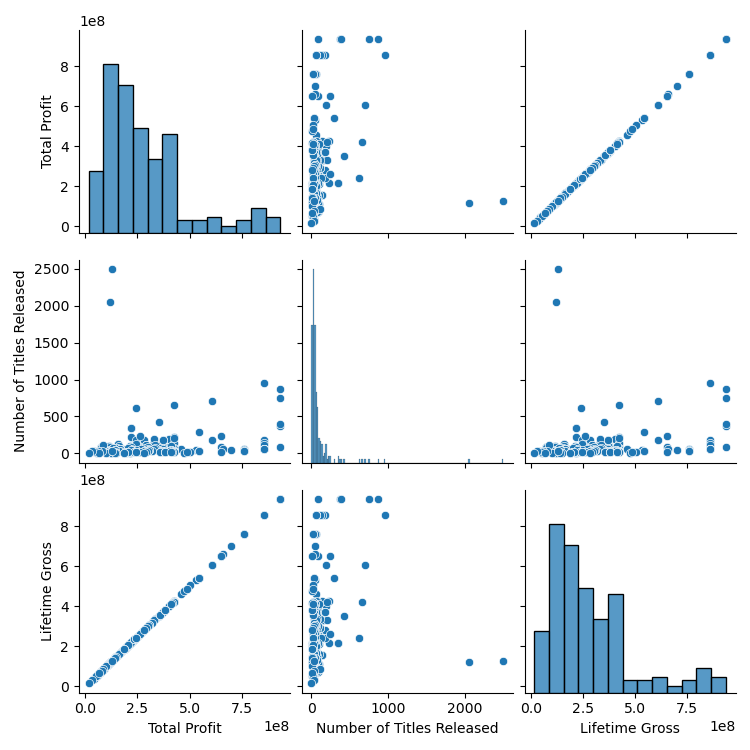 1e8
8
6
4
2
0
Total Profit
2500
2000
1500
1000
500
0
Number of Titles Released
1e8
8
6
4
2
0
Lifetime Gross
0.0 2.5 5.0 7.5 0 1000 2000 0.0 2.5 5.0 7.5
1e8 1e8
Total Profit Number of Titles Released Lifetime Gross